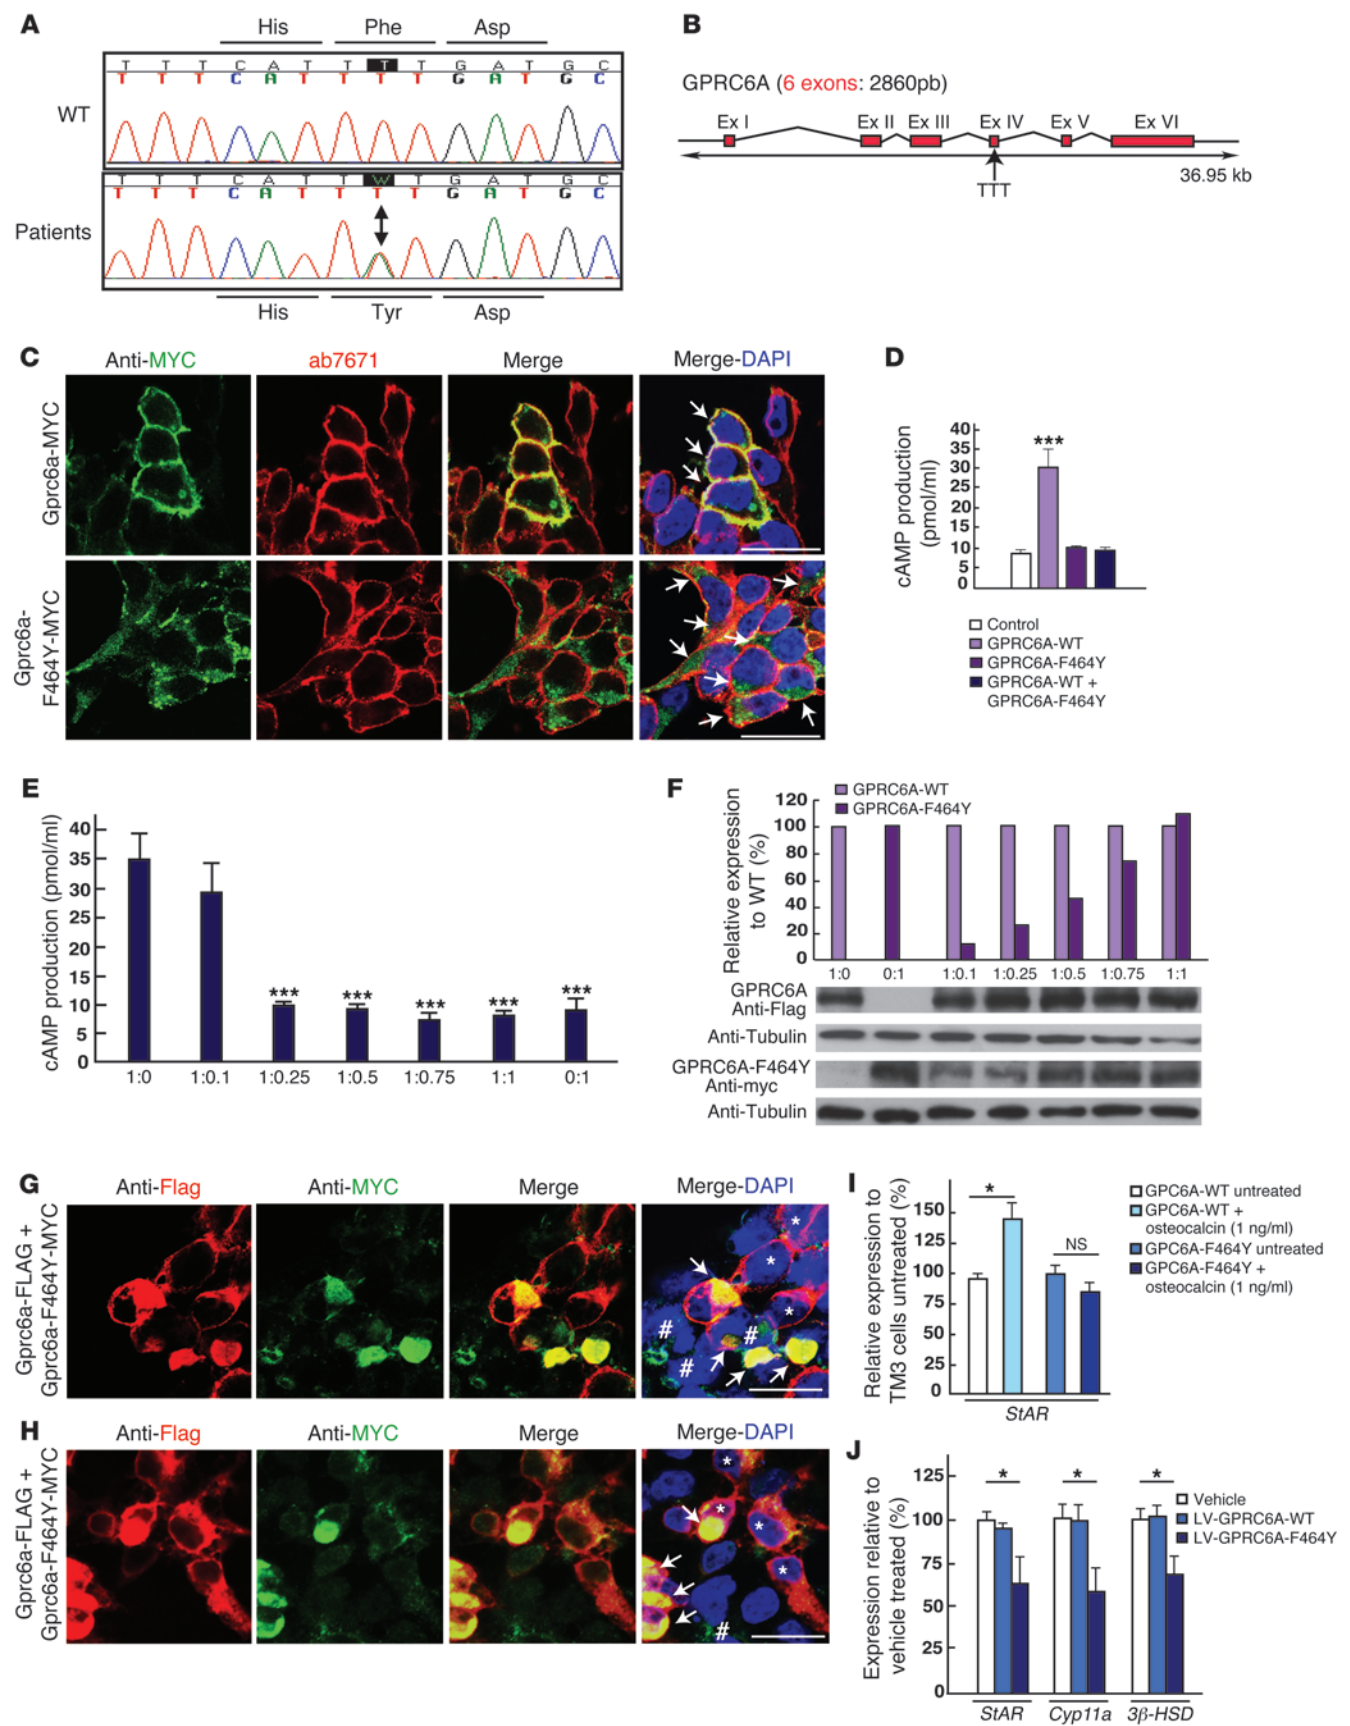 A
His Phe Asp
T T T C A T T T T G A T G C
T T T C A T T T T G A T G C
WT
T T T C A T T W T G A T G C
T T T C A T T T T G A T G C
Patients
His Tyr Asp
B
GPRC6A (6 exons: 2860pb)
Ex I Ex II Ex III Ex IV Ex V Ex VI
36.95 kb
TTT
C
Anti-MYC ab7671 Merge Merge-DAPI
Gprc6a-MYC
Gprc6a-
F464Y-MYC
D
cAMP production
(pmol/ml)
40
35
30
25
20
15
10
5
0
***
Control
GPRC6A-WT
GPRC6A-F464Y
GPRC6A-WT +
GPRC6A-F464Y
E
cAMP production (pmol/ml)
40
35
30
25
20
15
10
5
0
*** *** *** *** ***
1:0 1:0.1 1:0.25 1:0.5 1:0.75 1:1 0:1
F
GPRC6A-WT
GPRC6A-F464Y
Relative expression
to WT (%)
120
100
80
60
40
20
0
1:0 0:1 1:0.1 1:0.25 1:0.5 1:0.75 1:1
GPRC6A
Anti-Flag
Anti-Tubulin
GPRC6A-F464Y
Anti-myc
Anti-Tubulin
G
Anti-Flag Anti-MYC Merge Merge-DAPI
Gprc6a-FLAG +
Gprc6a-F464Y-MYC
* * *
# # #
H
Anti-Flag Anti-MYC Merge Merge-DAPI
Gprc6a-FLAG +
Gprc6a-F464Y-MYC
* * * *
#
I
Relative expression to
TM3 cells untreated (%)
150
125
100
75
50
25
0
* NS
StAR
GPC6A-WT untreated
GPC6A-WT +
osteocalcin (1 ng/ml)
GPC6A-F464Y untreated
GPC6A-F464Y +
osteocalcin (1 ng/ml)
J
Expression relative to
vehicle treated (%)
125
100
75
50
25
0
* * *
Vehicle
LV-GPRC6A-WT
LV-GPRC6A-F464Y
StAR Cyp11a 3β-HSD